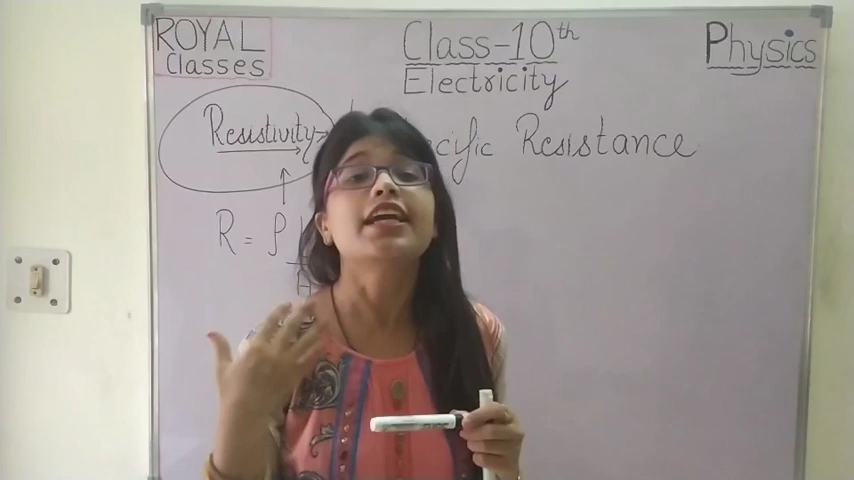 ROYAL
Classes
Class-10th
Electricity
Physics
Resistivity→
Resistance
R = ρ